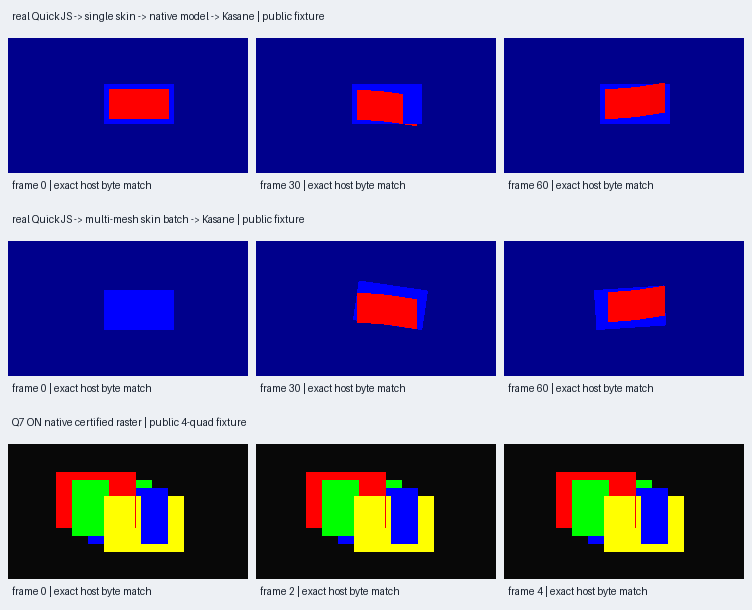 real QuickJS -> single skin -> native model -> Kasane | public fixture
frame 0 | exact host byte match
frame 30 | exact host byte match
frame 60 | exact host byte match
real QuickJS -> multi-mesh skin batch -> Kasane | public fixture
frame 0 | exact host byte match
frame 30 | exact host byte match
frame 60 | exact host byte match
Q7 ON native certified raster | public 4-quad fixture
frame 0 | exact host byte match
frame 2 | exact host byte match
frame 4 | exact host byte match